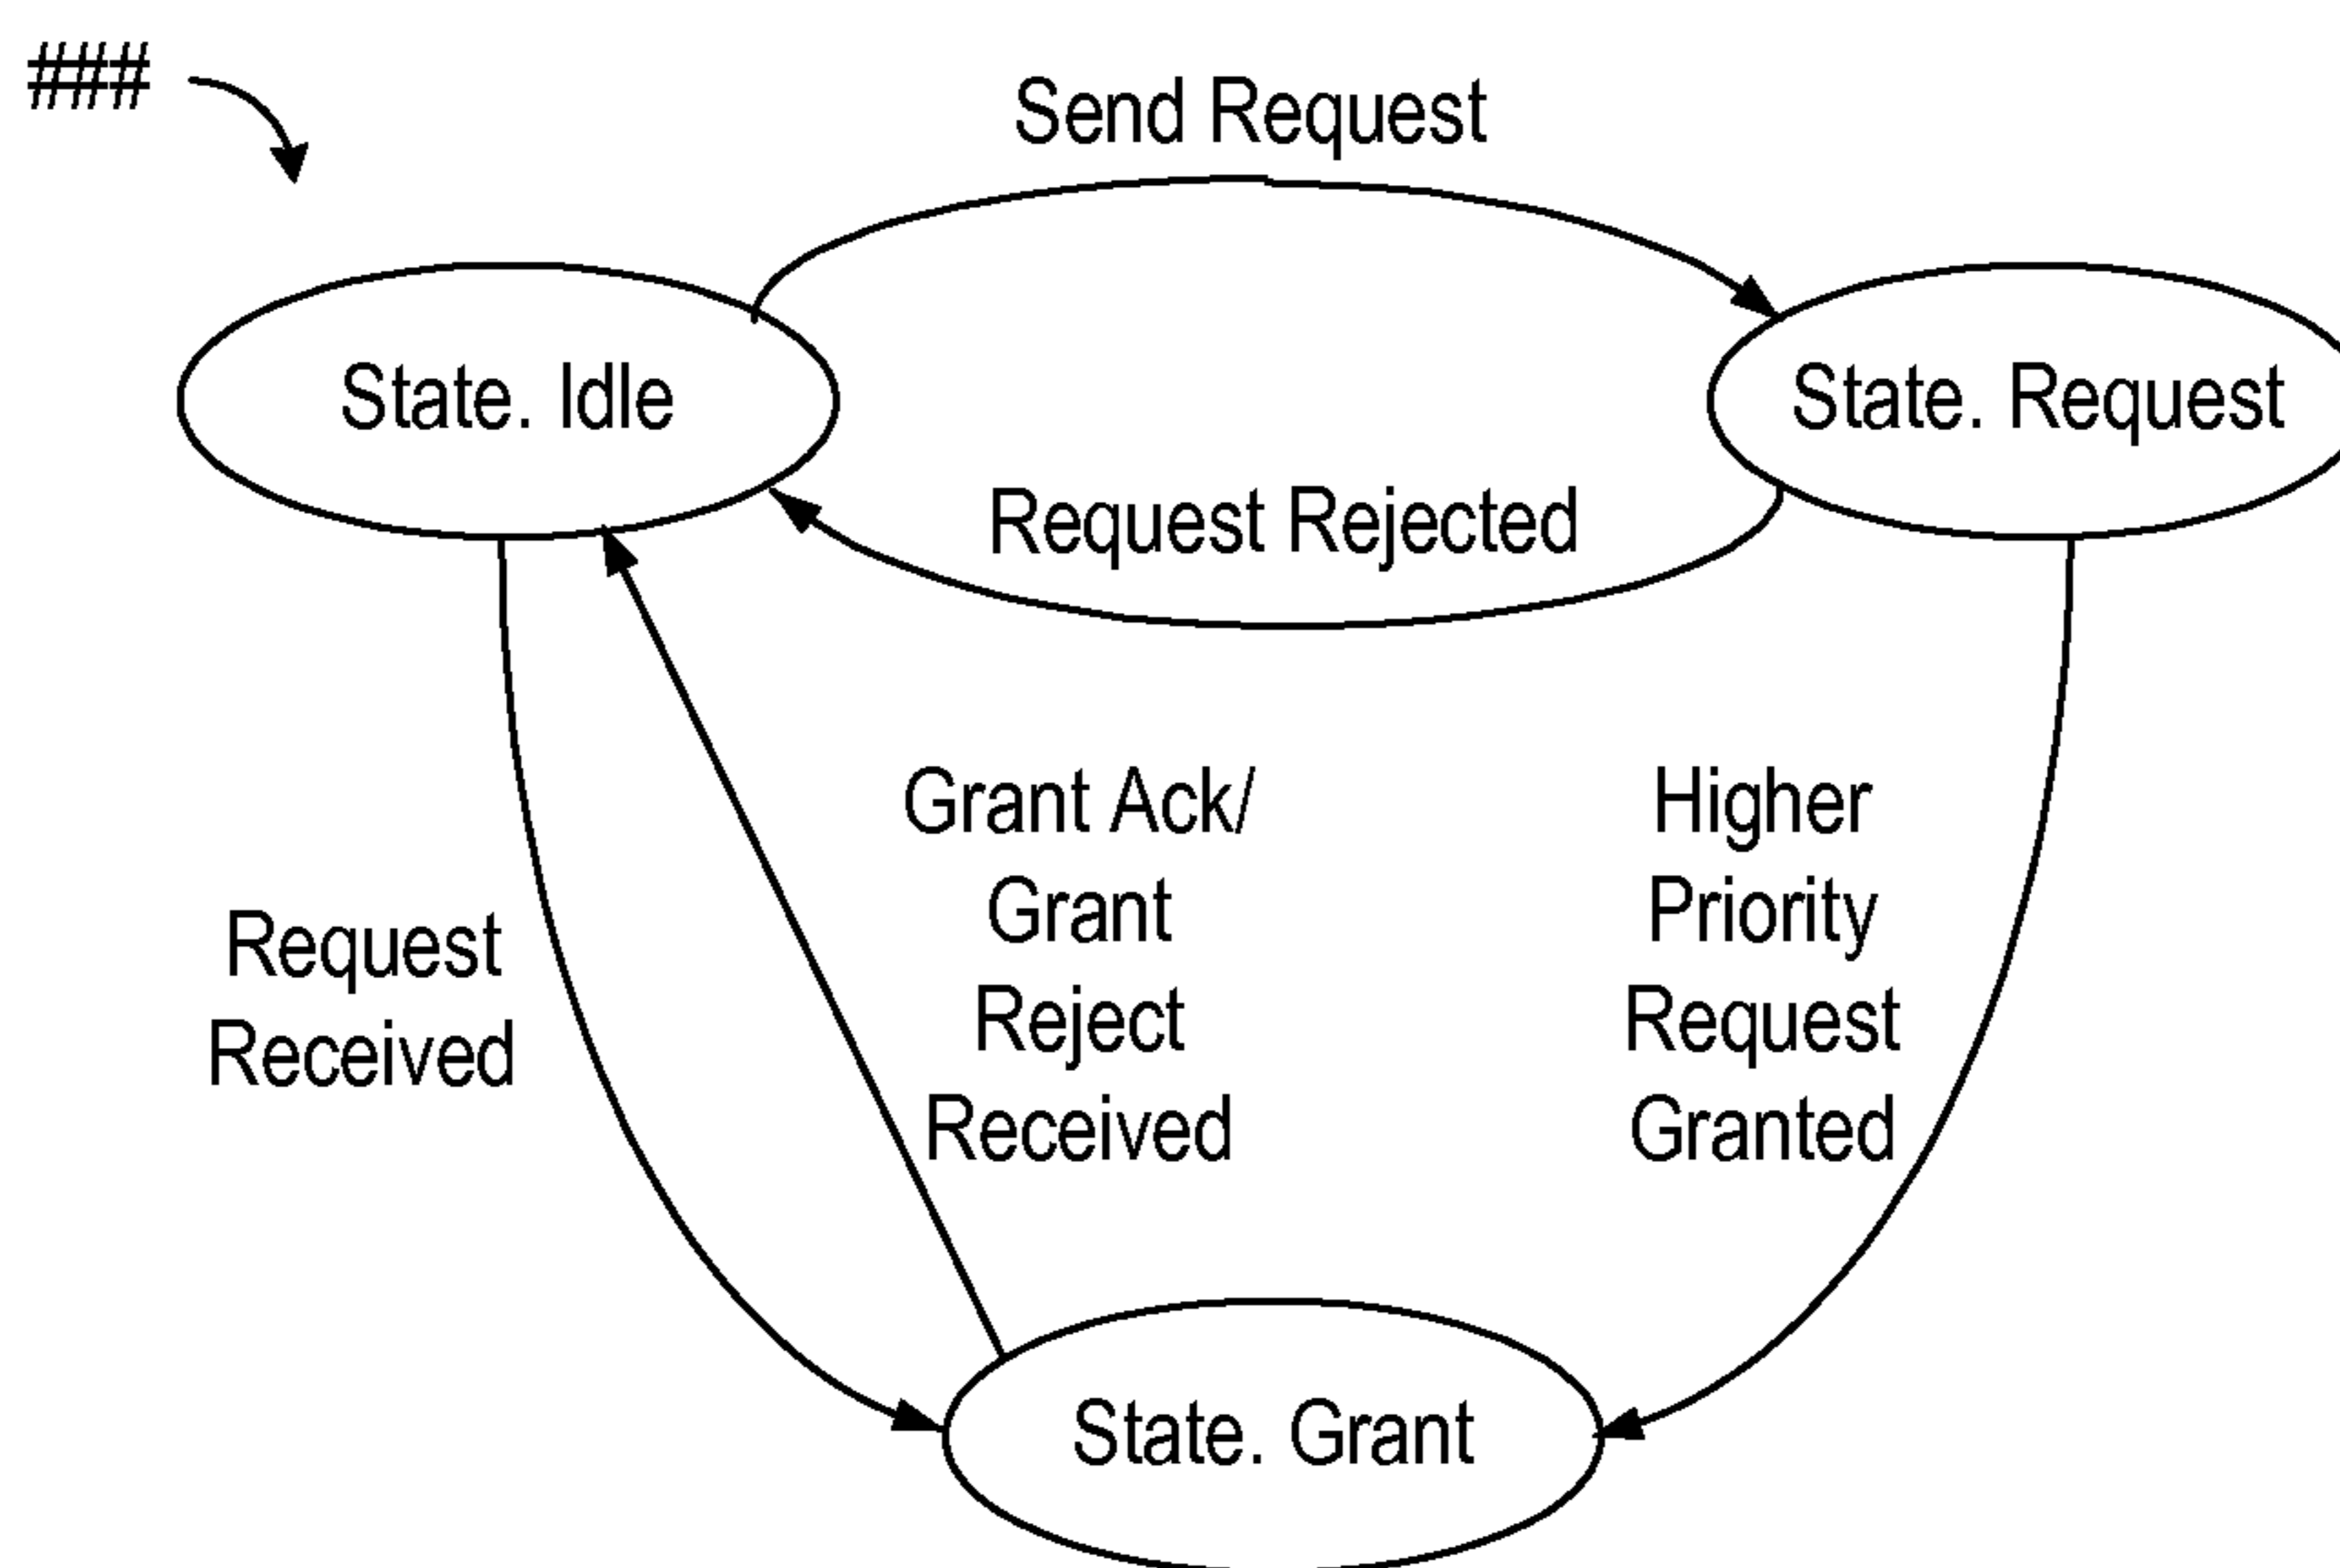 ###
Send Request
State. Idle
State. Request
Request Rejected
Grant Ack/
Grant
Reject
Received
Higher
Priority
Request
Granted
Request
Received
State. Grant